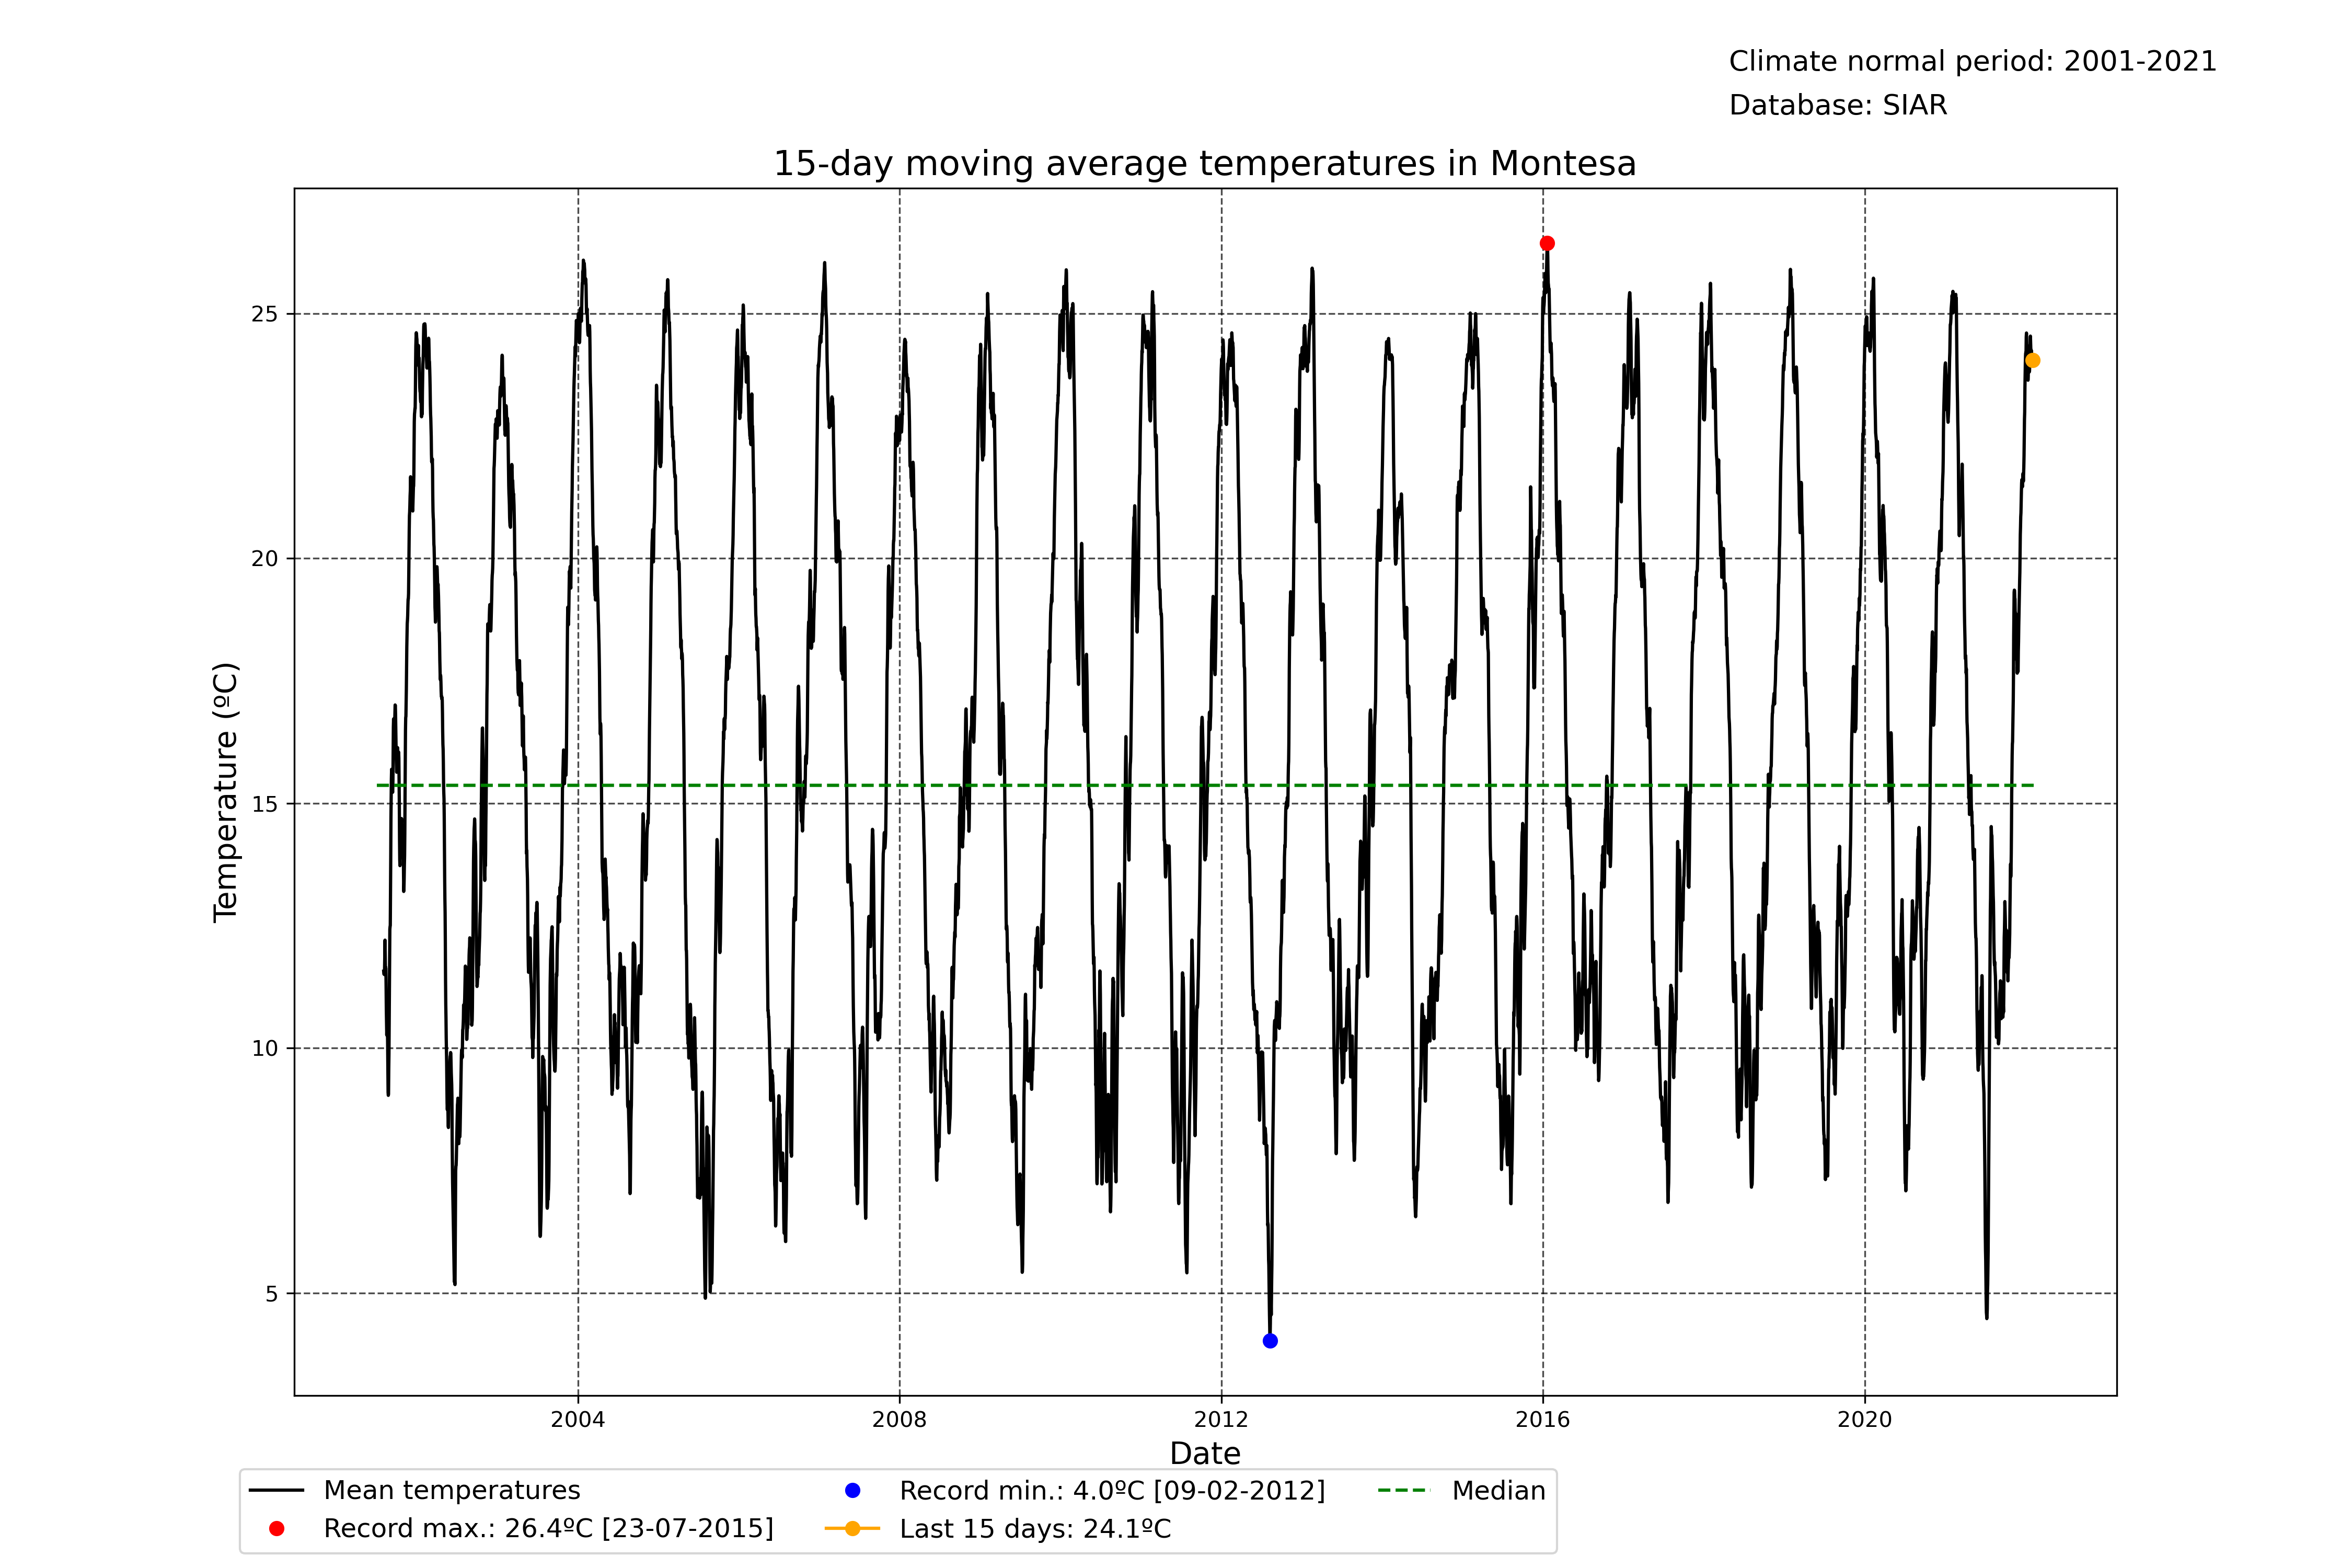 Climate normal period: 2001-2021
Database: SIAR
15-day moving average temperatures in Montesa
Temperature (ºC)
25
20
15
10
5
2004
2008
2012
2016
2020
Date
Mean temperatures
Record max.: 26.4ºC [23-07-2015]
Record min.: 4.0ºC [09-02-2012]
Last 15 days: 24.1ºC
Median